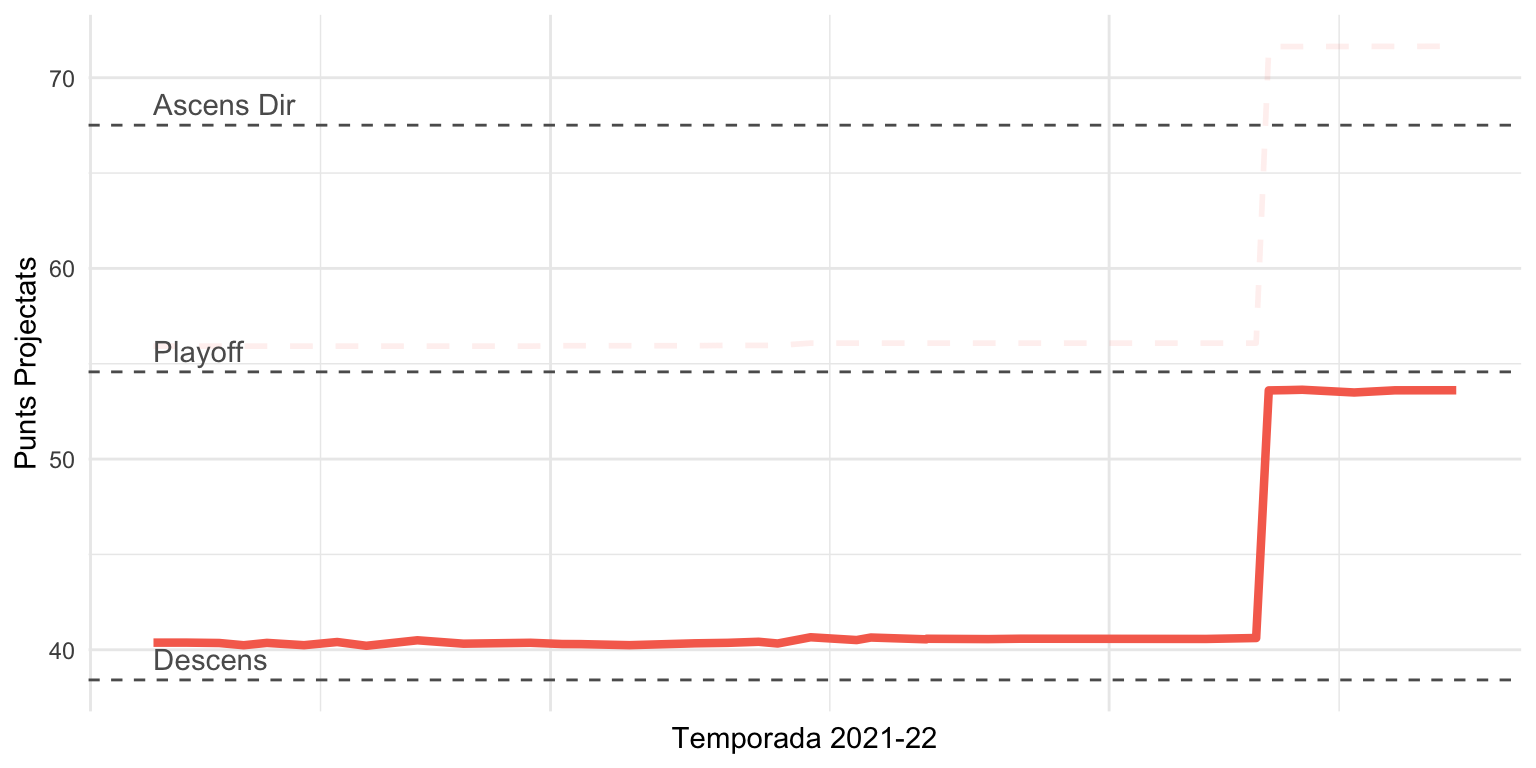 70
Ascens Dir
60
Playoff
50
40
Descens
Punts Projectats
Temporada 2021-22